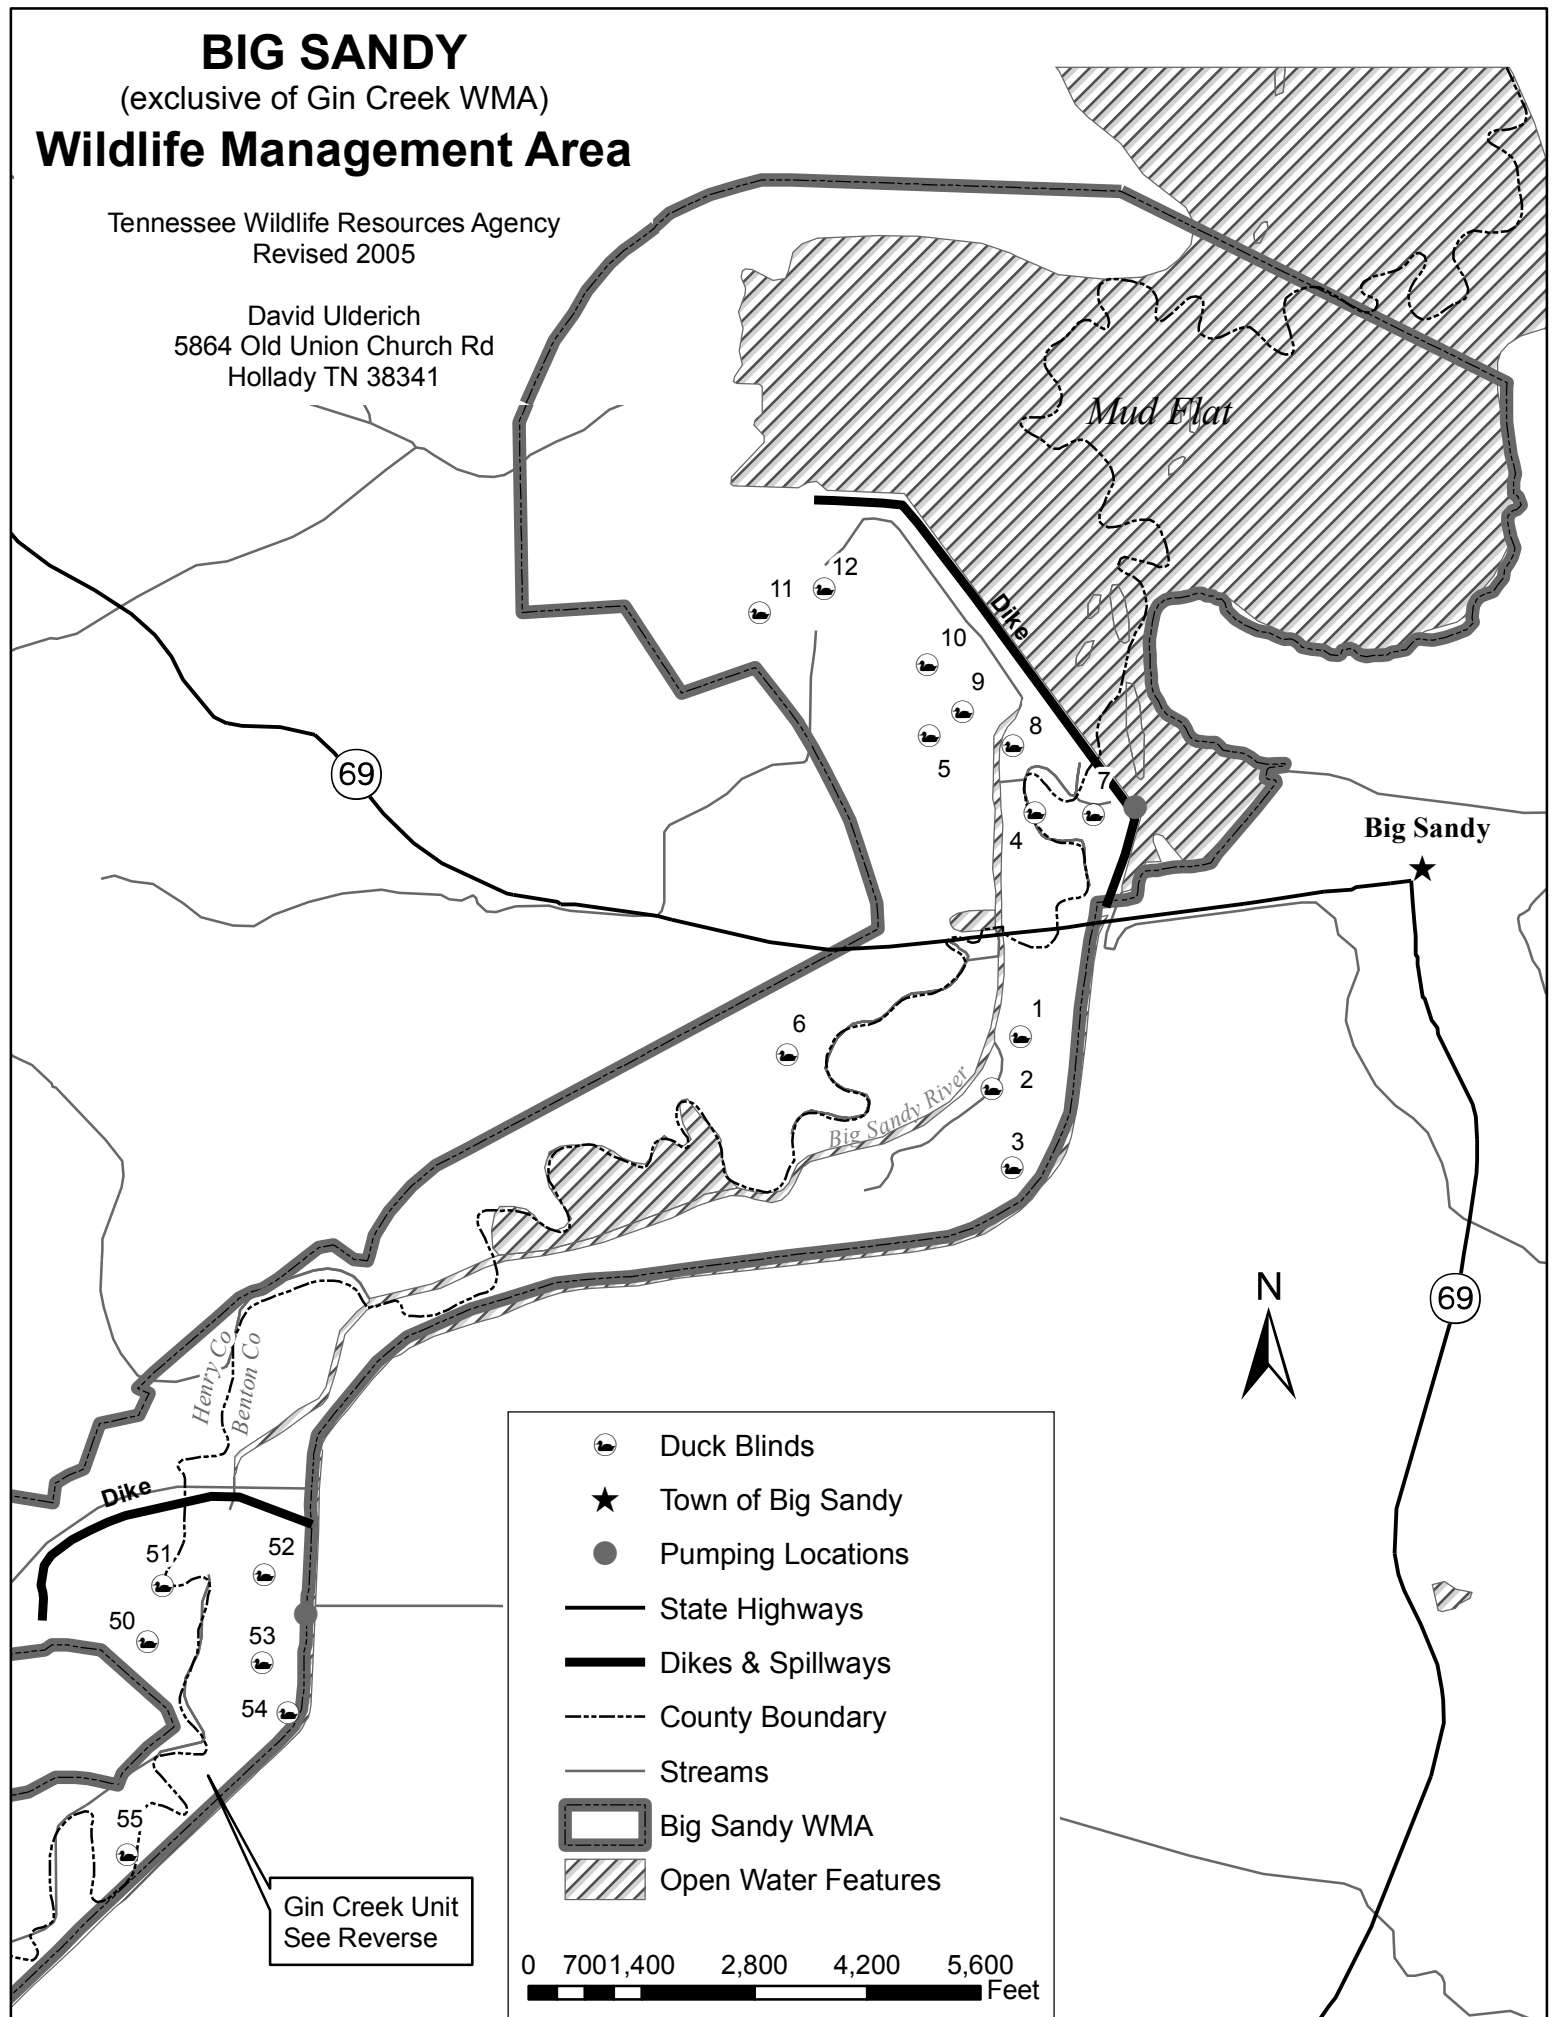 BIG SANDY
(exclusive of Gin Creek WMA)
Wildlife Management Area
Tennessee Wildlife Resources Agency
Revised 2005
David Ulderich
5864 Old Union Church Rd
Hollady TN 38341
Mud Flat
12
11
Dike
10
9
8
5
7
4
69
Big Sandy
1
6
2
Big Sandy River
3
N
69
Henry Co
Benton Co
Dike
51
52
50
53
54
55
Gin Creek Unit
See Reverse
Duck Blinds
Town of Big Sandy
Pumping Locations
State Highways
Dikes & Spillways
County Boundary
Streams
Big Sandy WMA
Open Water Features
0 700 1,400 2,800 4,200 5,600
Feet